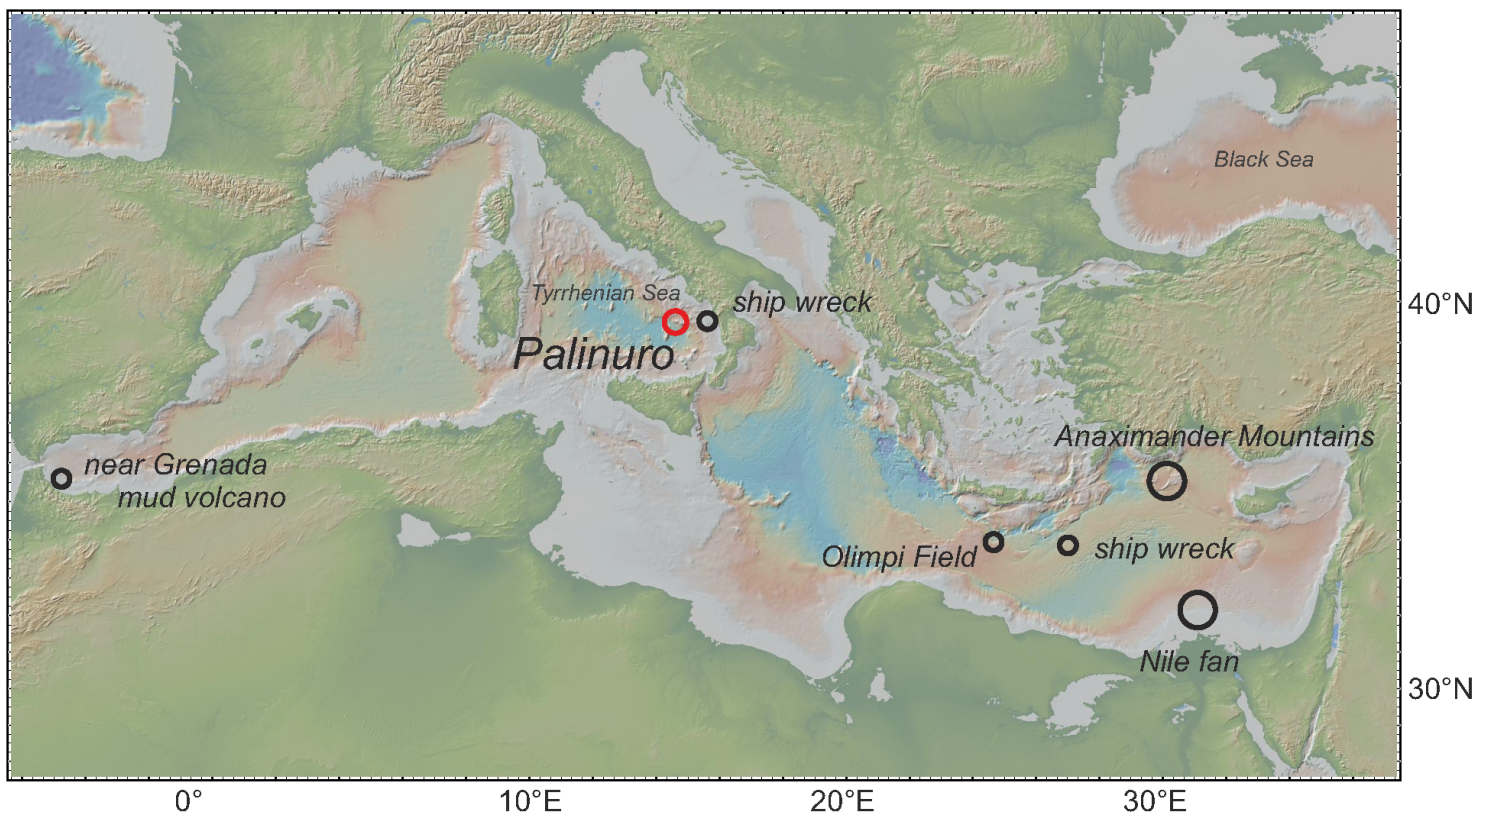 Black Sea
Tyrrhenian Sea
ship wreck
40°N
Palinuro
Anaximander Mountains
near Grenada
mud volcano
Olimpi Field
ship wreck
Nile fan
30°N
0°
10°E
20°E
30°E